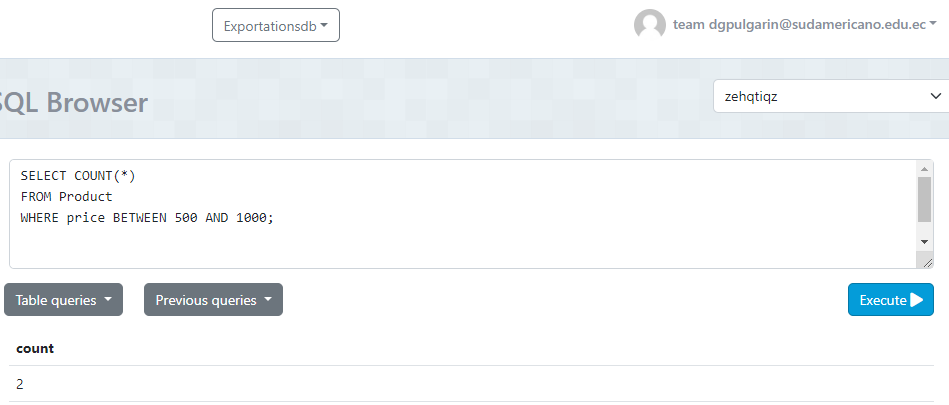 Exportationsdb
team dgpulgarin@sudamericano.edu.ec
SQL Browser
zehqtiqz
SELECT COUNT(*)
FROM Product
WHERE price BETWEEN 500 AND 1000;
Table queries
Previous queries
Execute
count
2